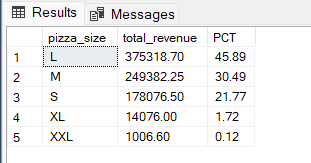 Results Messages
pizza_size total_revenue PCT
1 L 375318.70 45.89
2 M 249382.25 30.49
3 S 178076.50 21.77
4 XL 14076.00 1.72
5 XXL 1006.60 0.12